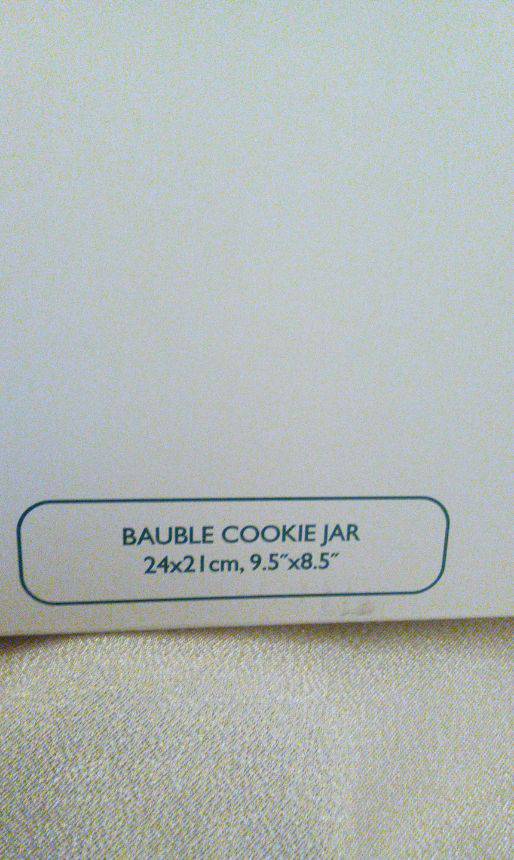 BAUBLE COOKIE JAR
24x21cm, 9.5˝x8.5˝